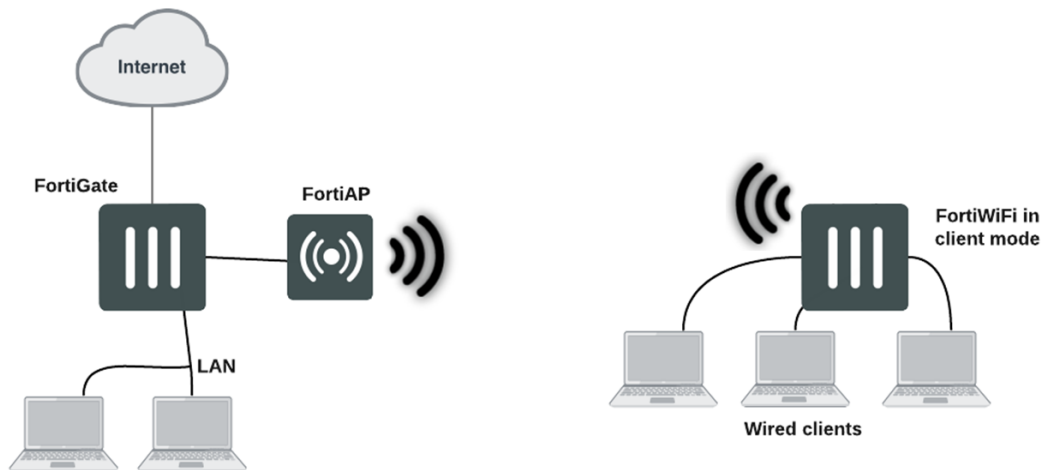 Internet
FortiGate
FortiAP
LAN
FortiWiFi in
client mode
Wired clients